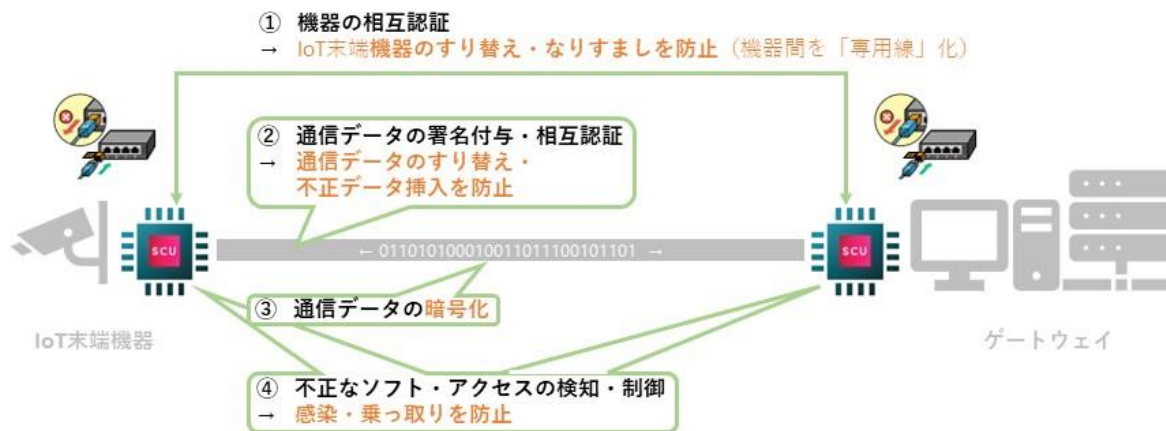 ① 機器の相互認証
→ IoT末端機器のすり替え・なりすましを防止（機器間を「専用線」化）
② 通信データの署名付与・相互認証
→ 通信データのすり替え・
不正データ挿入を防止
SCU
← 0110101000100110111100101101 →
SCU
③ 通信データの暗号化
IoT末端機器
ゲートウェイ
④ 不正なソフト・アクセスの検知・制御
→ 感染・乗っ取りを防止